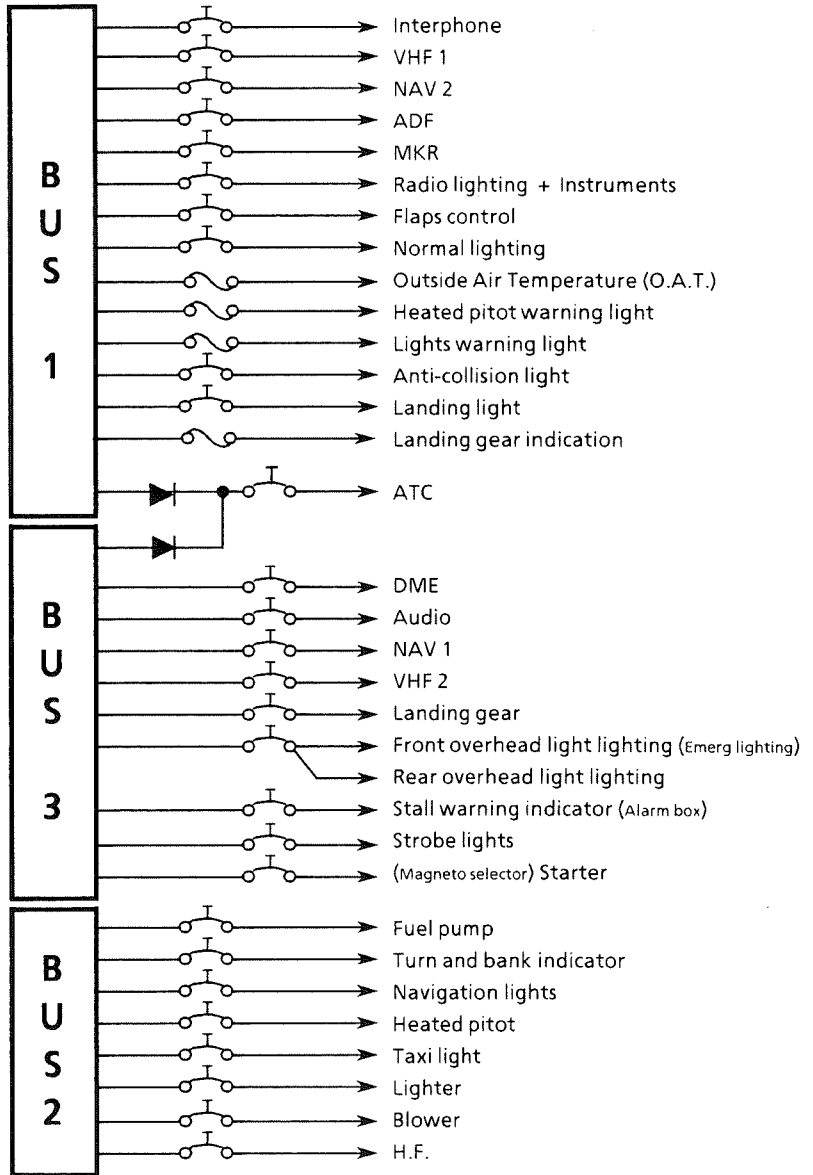 BUS 1
Interphone
VHF 1
NAV 2
ADF
MKR
Radio lighting + Instruments
Flaps control
Normal lighting
Outside Air Temperature (O.A.T.)
Heated pitot warning light
Lights warning light
Anti-collision light
Landing light
Landing gear indication
ATC
BUS 3
DME
Audio
NAV 1
VHF 2
Landing gear
Front overhead light lighting (Emerg lighting)
Rear overhead light lighting
Stall warning indicator (Alarm box)
Strobe lights
(Magneto selector) Starter
BUS2
Fuel pump
Turn and bank indicator
Navigation lights
Heated pitot
Taxi light
Lighter
Blower
H.F.